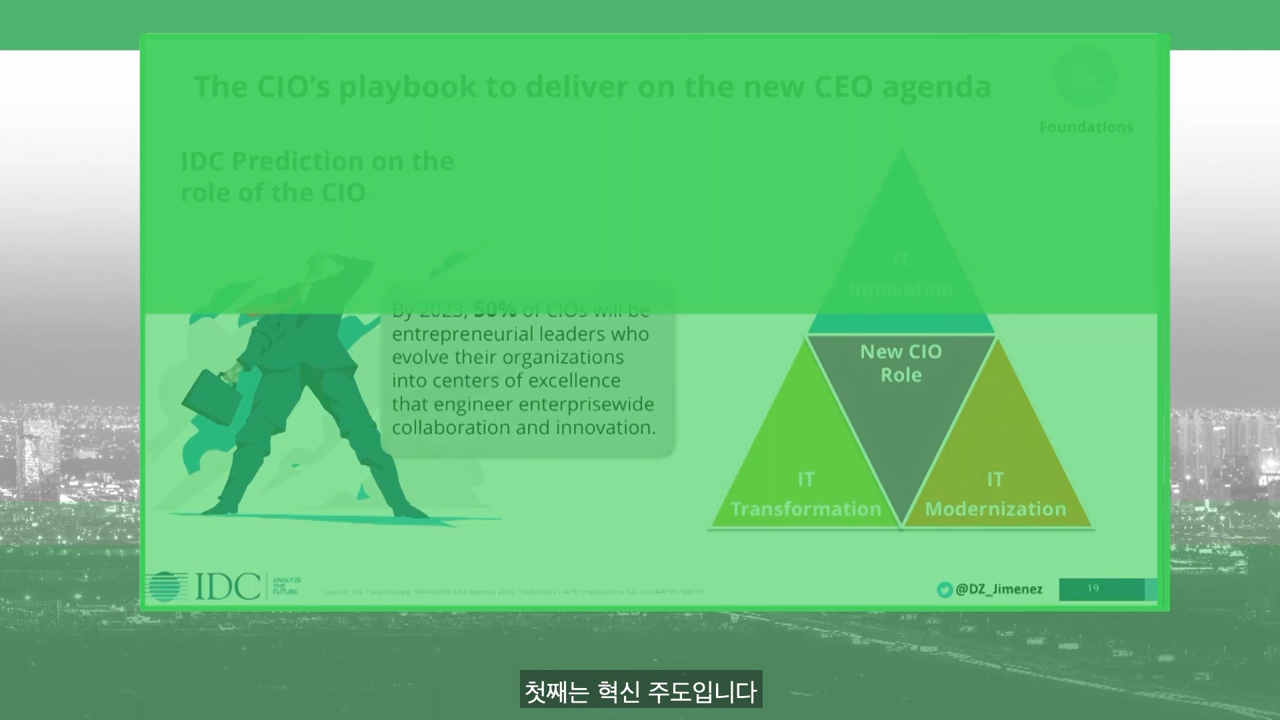 The CIO's playbook to deliver on the new CEO agenda
Foundations
IDC Prediction on the
role of the CIO
By 2023, 50% of CIOs will be
entrepreneurial leaders who
evolve their organizations
into centers of excellence
that engineer enterprisewide
collaboration and innovation.
IT
Innovation
New CIO
Role
IT
Transformation
IT
Modernization
IDC
ANALYZE
THE
FUTURE
@DZ_Jimenez
19
첫째는 혁신 주도입니다